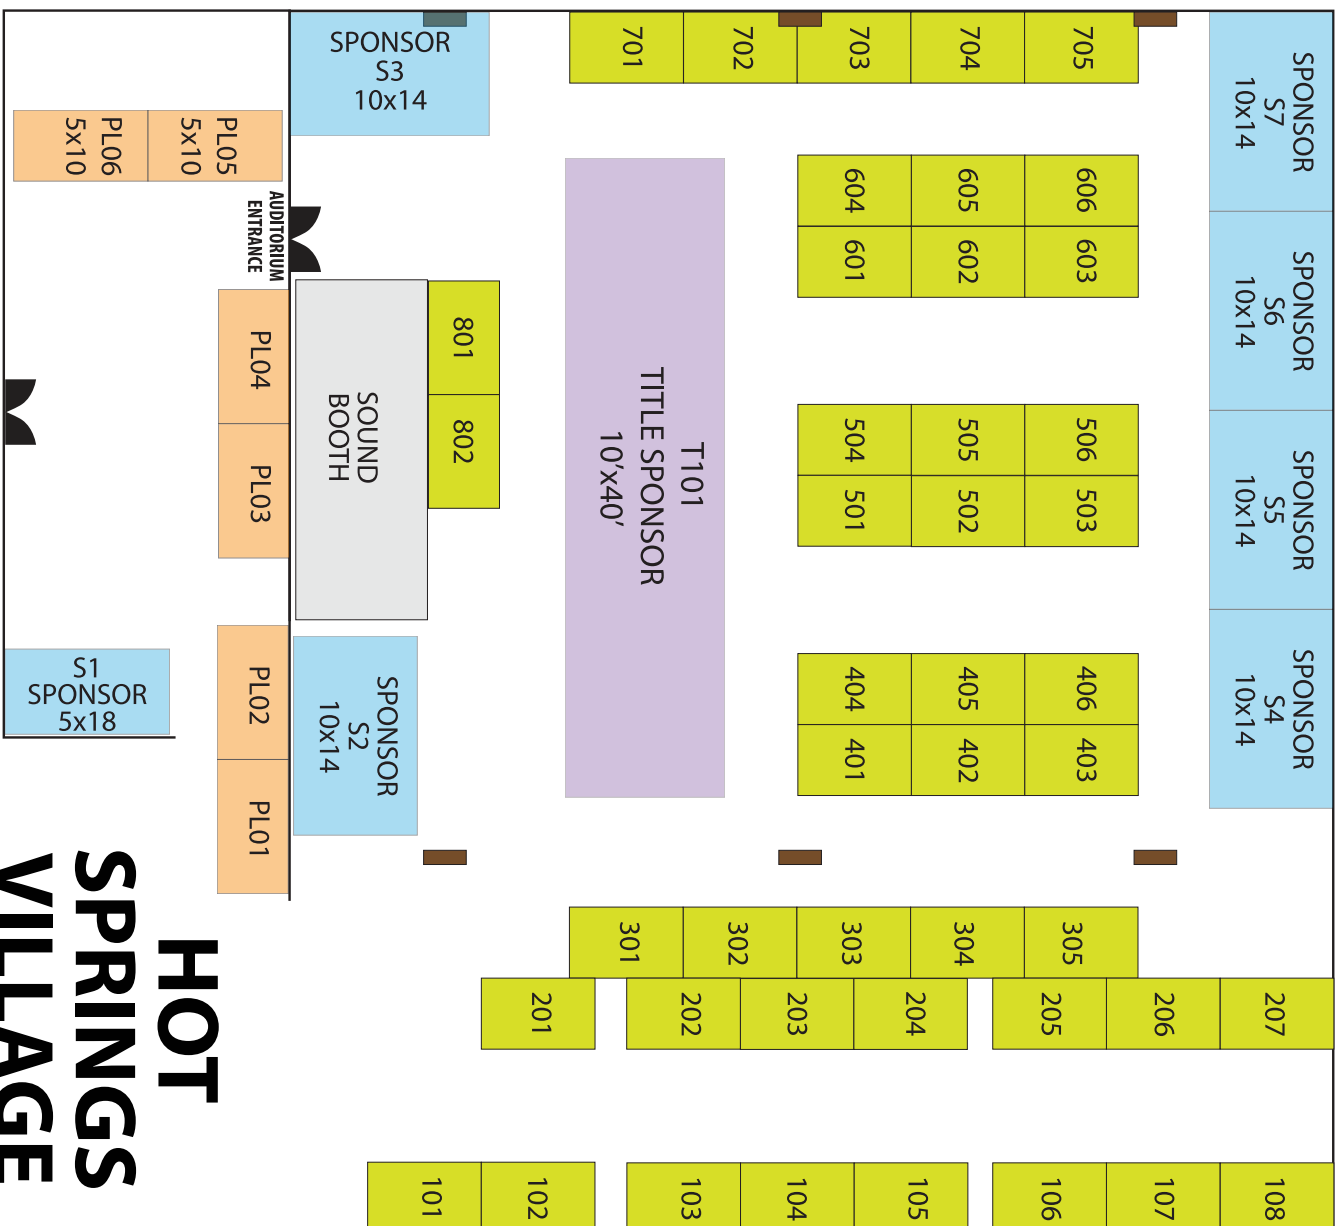 SPONSOR
S3
10x14
701
702
703
704
705
SPONSOR
S7
10x14
PL06
5x10
PL05
5x10
AUDITORIUM
ENTRANCE
604
605
606
601
602
603
SPONSOR
S6
10x14
PL04
PL03
SOUND
BOOTH
801
802
T101
TITLE SPONSOR
10'x40'
504
505
506
501
502
503
SPONSOR
S5
10x14
S1
SPONSOR
5x18
PL02
PL01
SPONSOR
S2
10x14
404
405
406
401
402
403
SPONSOR
S4
10x14
301
302
303
304
305
201
202
203
204
205
206
207
101
102
103
104
105
106
107
108
HOT
SPRINGS
VILLAGE